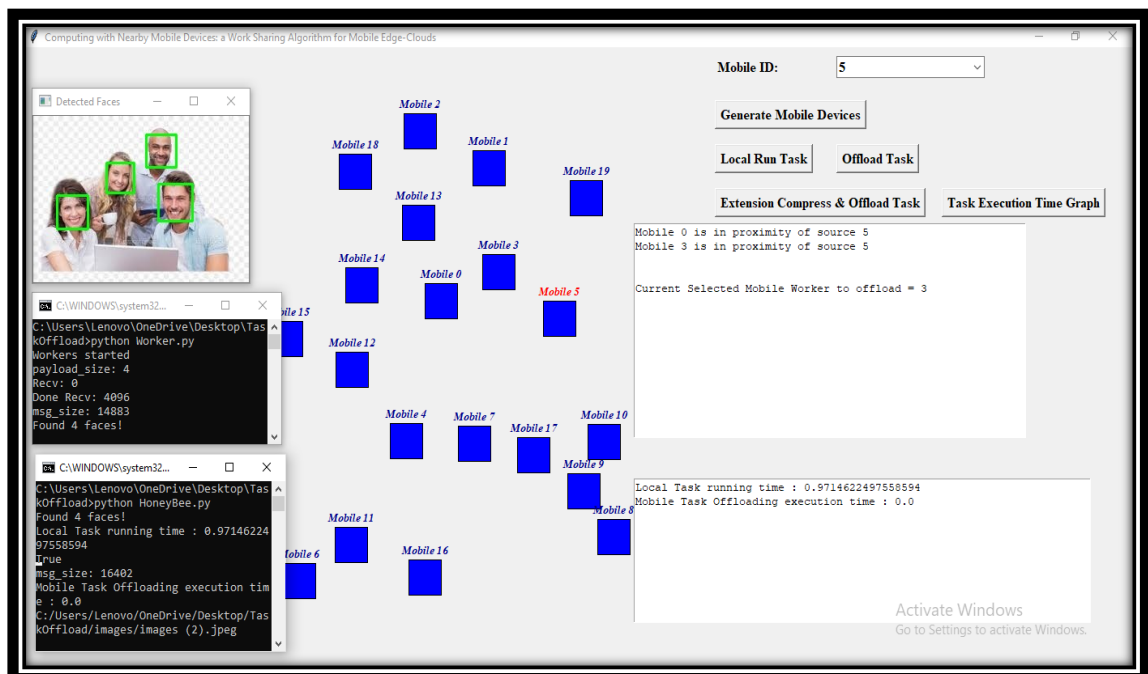 Computing with Nearby Mobile Devices: a Work Sharing Algorithm for Mobile Edge-Clouds
Mobile ID:
5
Generate Mobile Devices
Local Run Task
Offload Task
Extension Compress & Offload Task
Task Execution Time Graph
Detected Faces
Mobile 2
Mobile 18
Mobile 1
Mobile 19
Mobile 13
Mobile 3
Mobile 14
Mobile 0
Mobile 5
bile 15
Mobile 12
Mobile 4
Mobile 7
Mobile 17
Mobile 10
Mobile 9
Mobile 8
Mobile 11
Mobile 16
Iobile 6
Mobile 0 is in proximity of source 5
Mobile 3 is in proximity of source 5
Current Selected Mobile Worker to offload = 3
C:\WINDOWS\system32...
C:\Users\Lenovo\OneDrive\Desktop\Tas
kOffload>python Worker.py
Workers started
payload_size: 4
Recv: 0
Done Recv: 4096
msg_size: 14883
Found 4 faces!
C:\WINDOWS\system32...
C:\Users\Lenovo\OneDrive\Desktop\Tas
kOffload>python HoneyBee.py
Found 4 faces!
Local Task running time : 0.97146224
97558594
True
msg_size: 16402
Mobile Task Offloading execution tim
e : 0.0
C:/Users/Lenovo/OneDrive/Desktop/Tas
kOffload/images/images (2).jpeg
Local Task running time : 0.9714622497558594
Mobile Task Offloading execution time : 0.0
Activate Windows
Go to Settings to activate Windows.